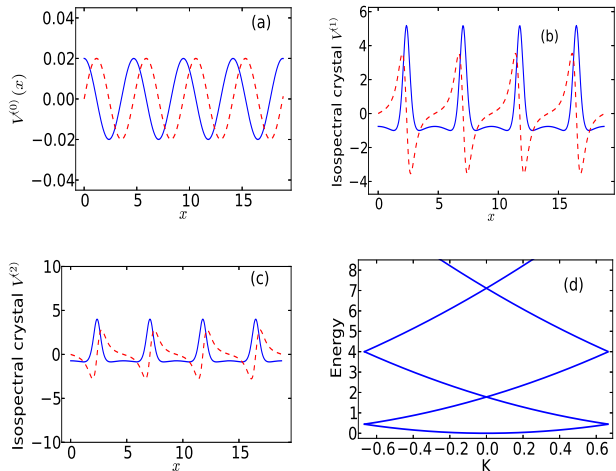 (a)
V⁽⁰⁾(x)
0.04
0.02
0.00
−0.02
−0.04
0 5 10 15
x
(b)
Isospectral crystal V⁽¹⁾
6
4
2
0
−2
−4
0 5 10 15
x
(c)
Isospectral crystal V⁽²⁾
10
5
0
−5
−10
0 5 10 15
x
(d)
Energy
8
7
6
5
4
3
2
1
0
−0.6 −0.4 −0.2 0.0 0.2 0.4 0.6
K